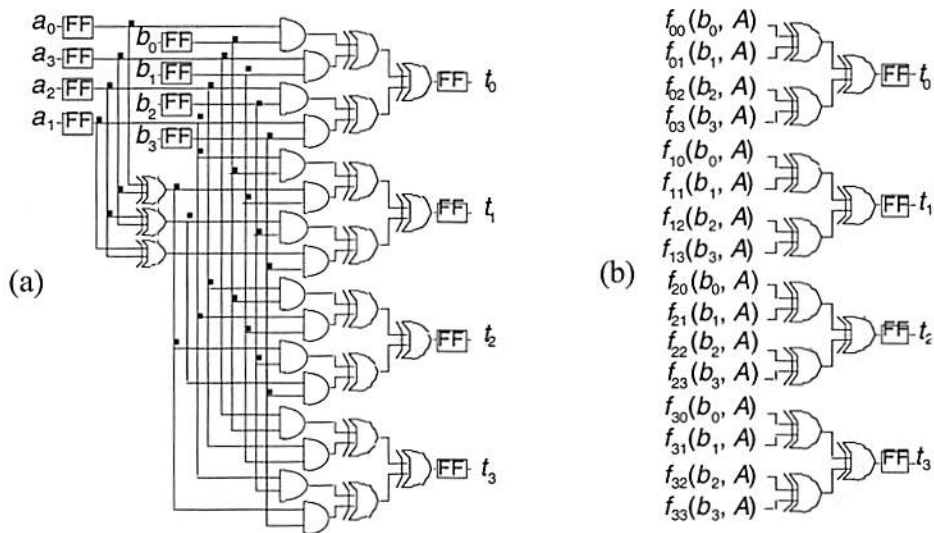 a0 FF
a3 FF
a2 FF
a1 FF
b0 FF
b1 FF
b2 FF
b3 FF
FF t0
FF t1
FF t2
FF t3
(a)
f00(b0, A)
f01(b1, A)
f02(b2, A)
f03(b3, A)
FF t0
f10(b0, A)
f11(b1, A)
f12(b2, A)
f13(b3, A)
FF t1
(b)
f20(b0, A)
f21(b1, A)
f22(b2, A)
f23(b3, A)
FF t2
f30(b0, A)
f31(b1, A)
f32(b2, A)
f33(b3, A)
FF t3